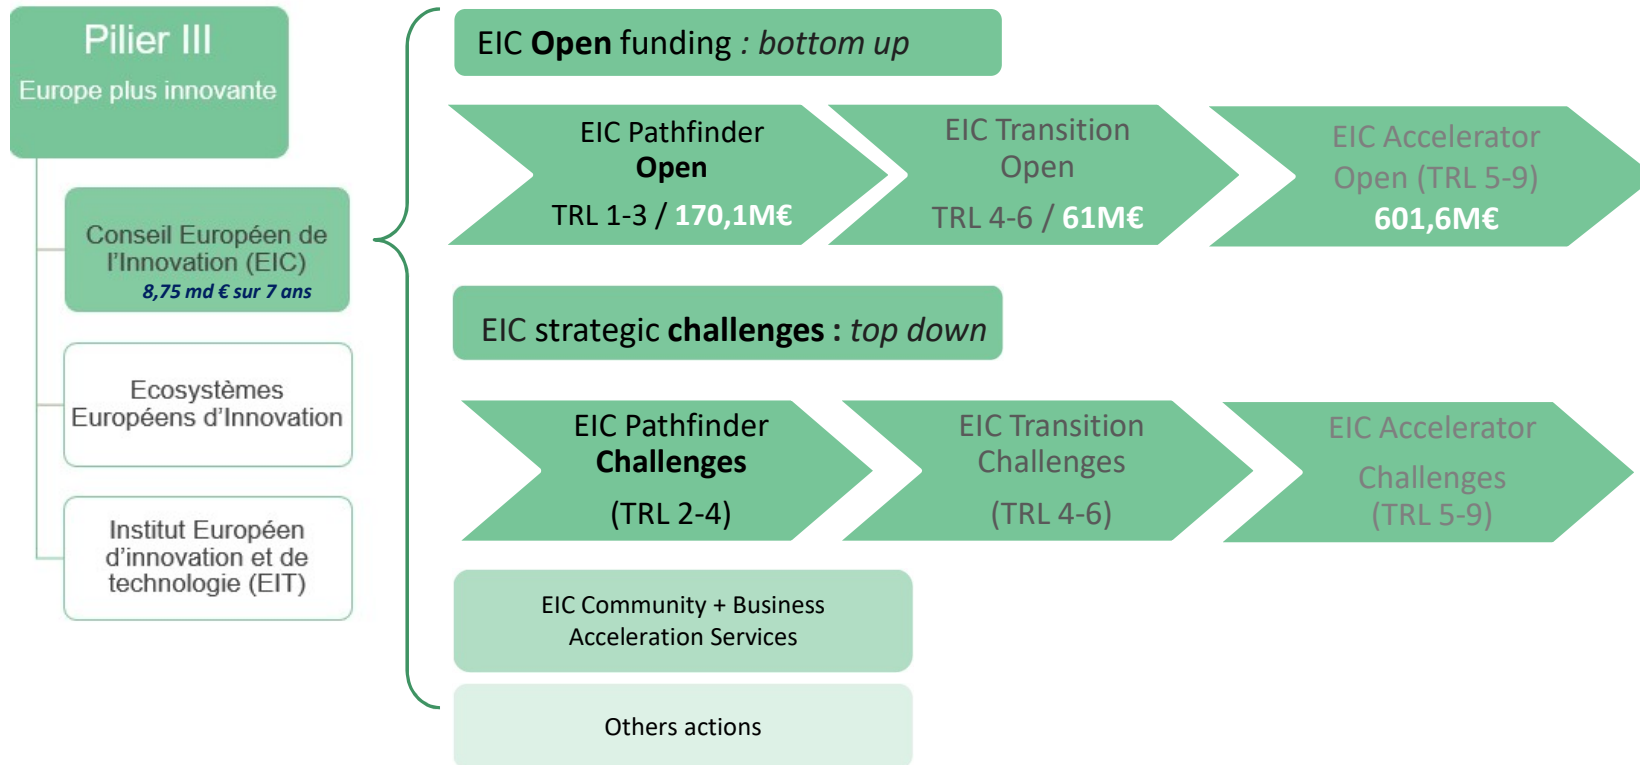 Pilier III
Europe plus innovante
Conseil Européen de
l'Innovation (EIC)
8,75 md € sur 7 ans
Ecosystèmes
Européens d'Innovation
Institut Européen
d'innovation et de
technologie (EIT)
EIC Open funding : bottom up
EIC Pathfinder
Open
TRL 1-3 / 170,1M€
EIC Transition
Open
TRL 4-6 / 61M€
EIC Accelerator
Open (TRL 5-9)
601,6M€
EIC strategic challenges : top down
EIC Pathfinder
Challenges
(TRL 2-4)
EIC Transition
Challenges
(TRL 4-6)
EIC Accelerator
Challenges
(TRL 5-9)
EIC Community + Business
Acceleration Services
Others actions